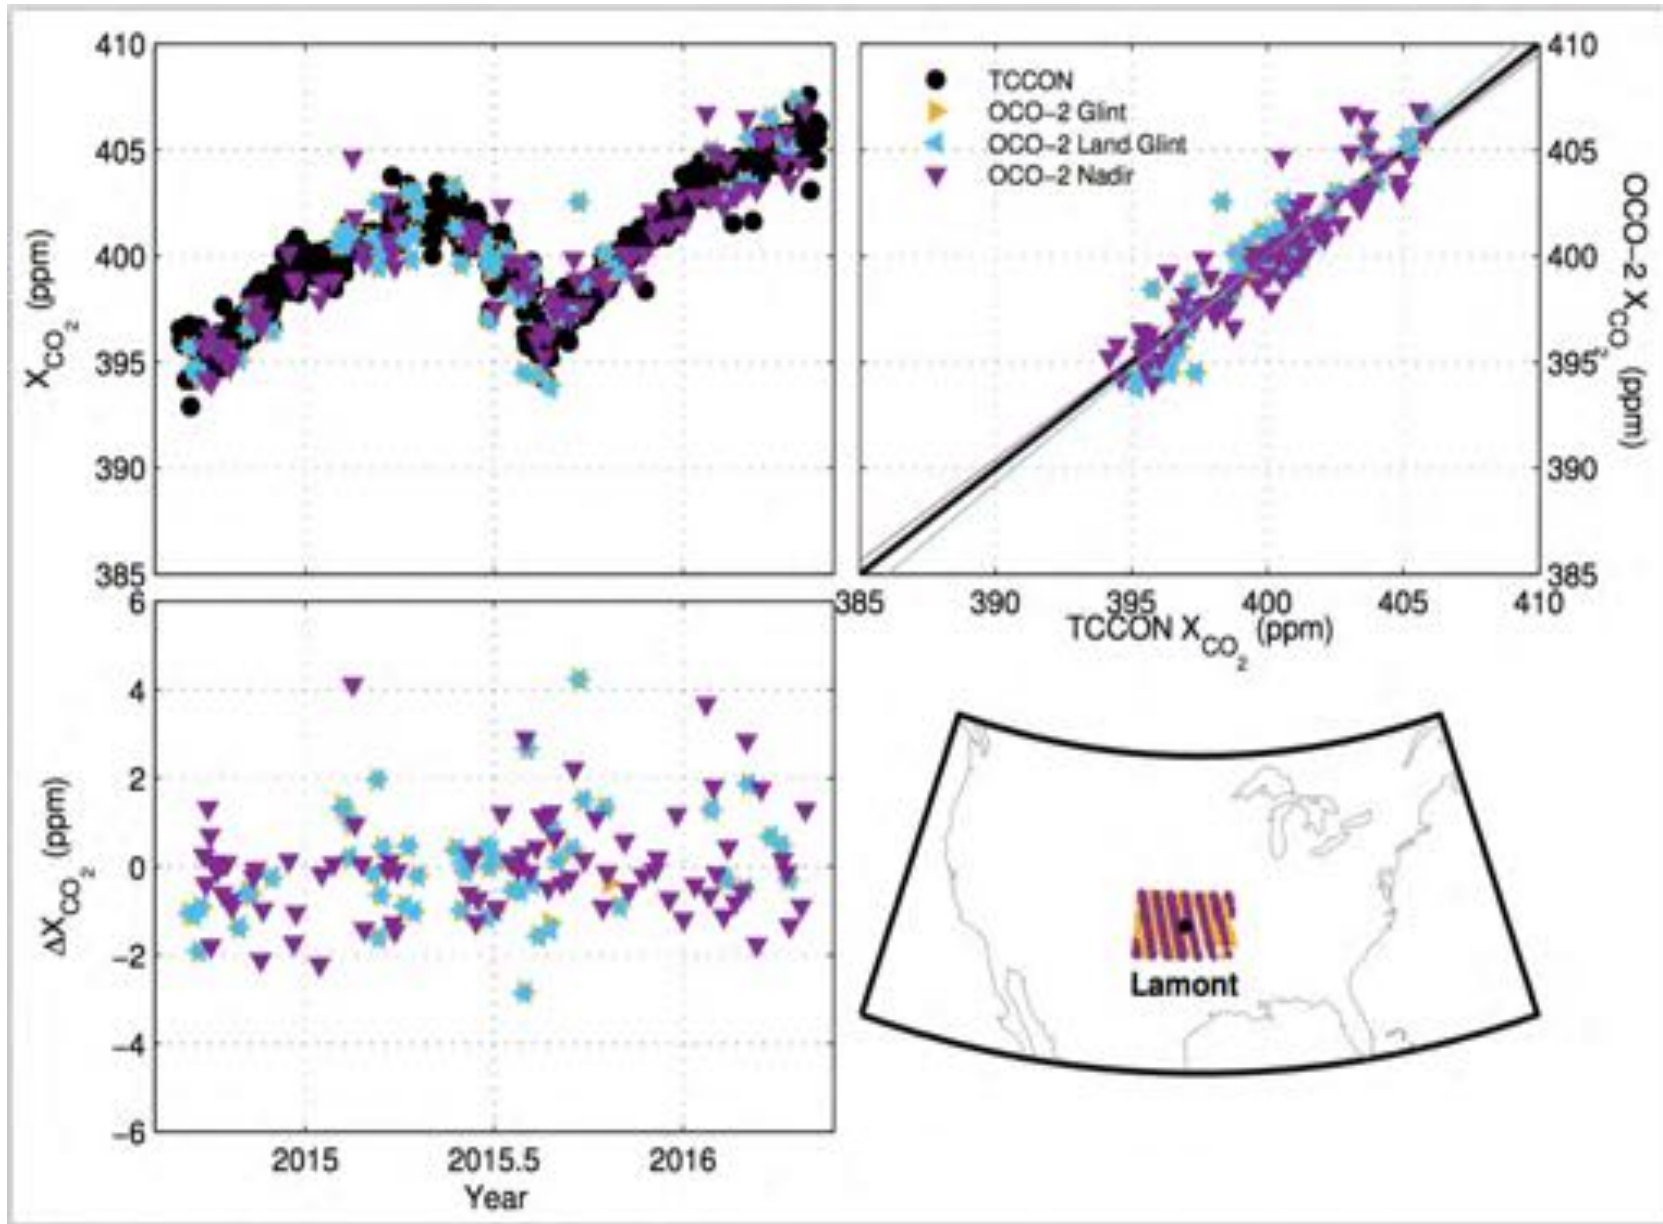 410
405
400
395
390
385
X_CO2 (ppm)
TCCON
OCO-2 Glint
OCO-2 Land Glint
OCO-2 Nadir
410
405
400
395
390
385
OCO-2 X_CO2 (ppm)
385 390 395 400 405 410
TCCON X_CO2 (ppm)
6
4
2
0
-2
-4
-6
ΔX_CO2 (ppm)
2015 2015.5 2016
Year
Lamont